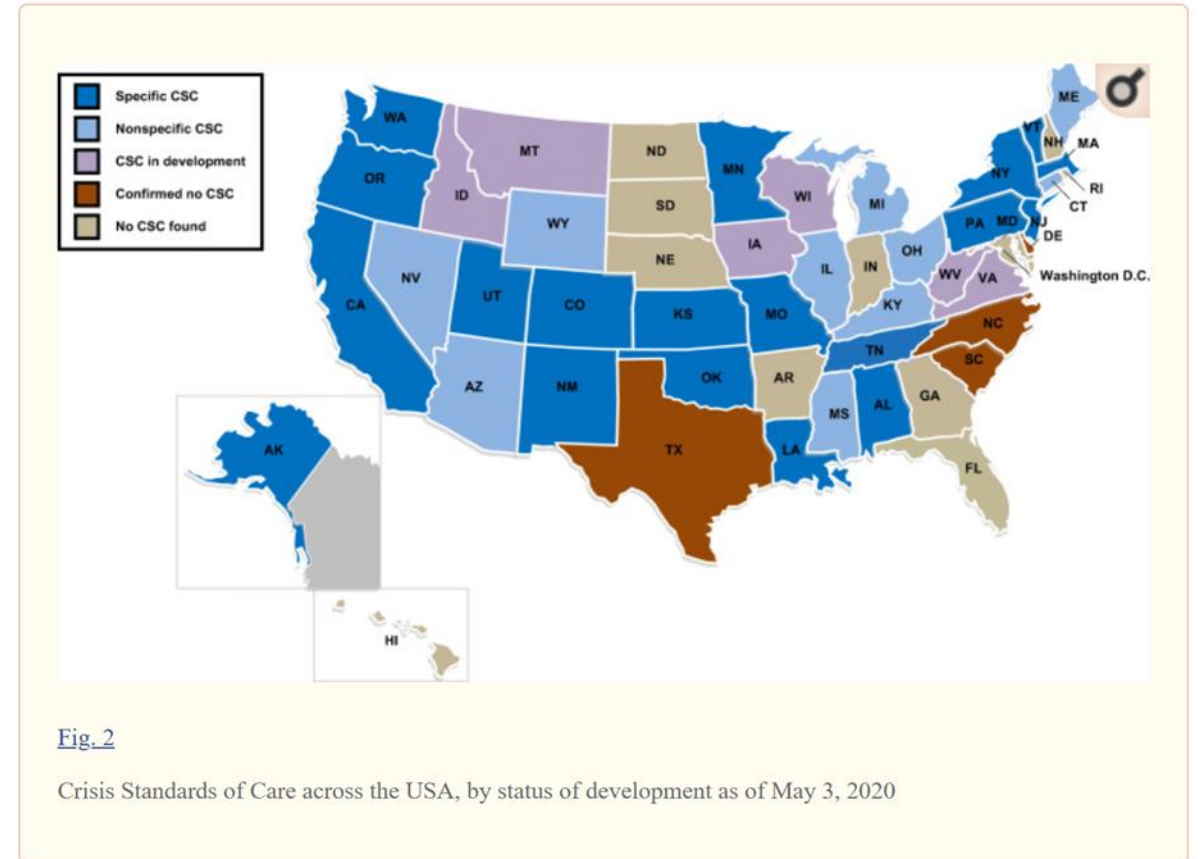 Specific CSC
Nonspecific CSC
CSC in development
Confirmed no CSC
No CSC found
WA
OR
CA
NV
ID
MT
WY
UT
AZ
CO
NM
ND
SD
NE
KS
OK
TX
MN
IA
MO
AR
LA
WI
IL
MI
IN
OH
KY
TN
MS
AL
GA
FL
SC
NC
VA
WV
PA
MD
NJ
DE
Washington D.C.
NY
VT
NH
ME
MA
RI
CT
AK
HI
Fig. 2
Crisis Standards of Care across the USA, by status of development as of May 3, 2020